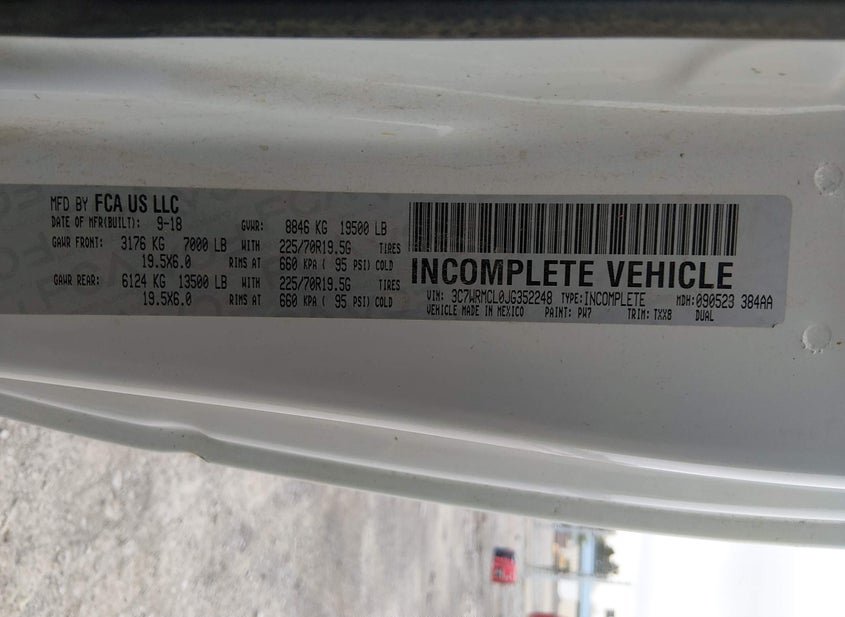 MFD BY FCA US LLC
DATE OF MFR(BUILT): 9-18 GVWR: 8846 KG 19500 LB
GAWR FRONT: 3176 KG 7000 LB WITH 225/70R19.5G TIRES
19.5X6.0 RIMS AT 660 KPA ( 95 PSI) COLD
GAWR REAR: 6124 KG 13500 LB WITH 225/70R19.5G TIRES
19.5X6.0 RIMS AT 660 KPA ( 95 PSI) COLD
INCOMPLETE VEHICLE
VIN: 3C7WRMCL0JG352248 TYPE:INCOMPLETE MDH:090523 384AA
VEHICLE MADE IN MEXICO PAINT: PW7 TRIM: TXX8 DUAL